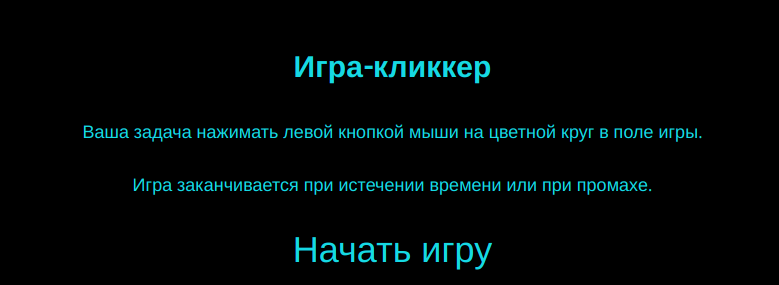 Игра-кликкер
Ваша задача нажимать левой кнопкой мыши на цветной круг в поле игры.
Игра заканчивается при истечении времени или при промахе.
Начать игру